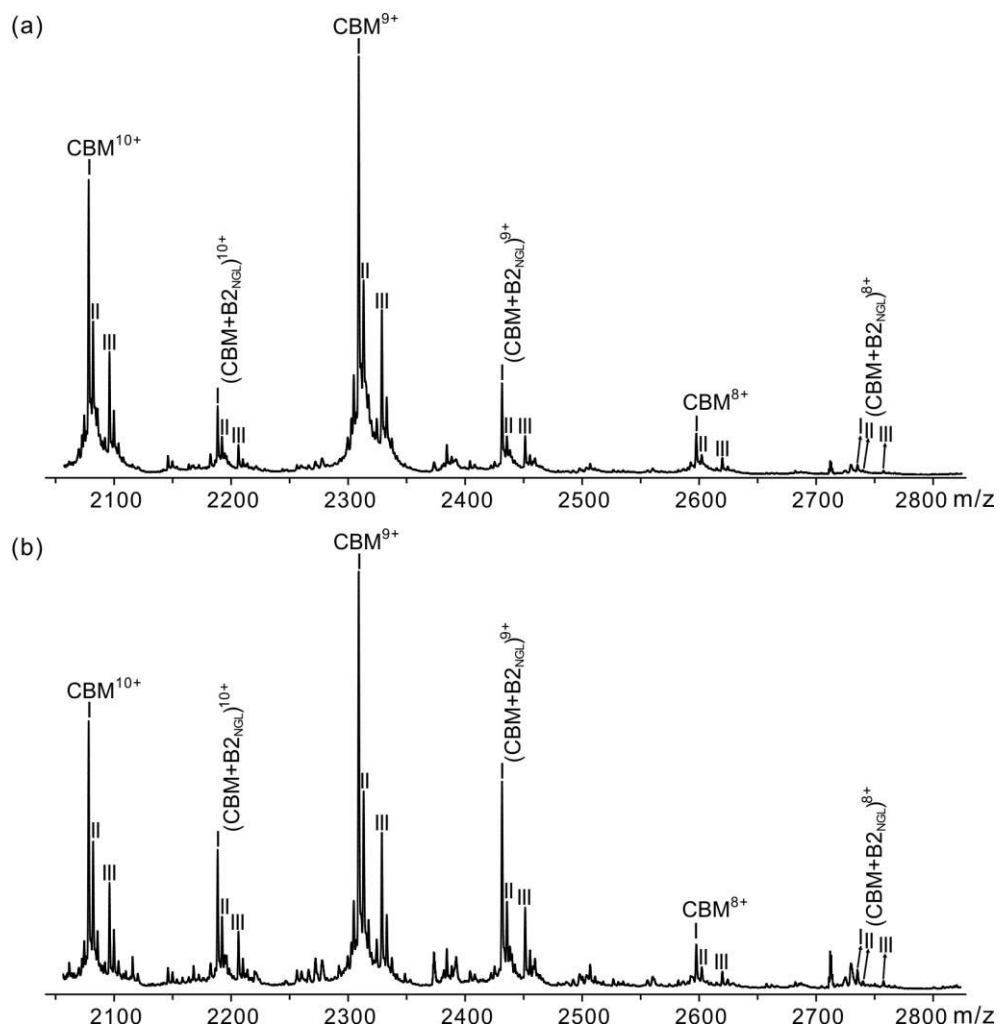 (a)
CBM9+
I
CBM10+
I
II
III
I
II
III
(CBM+B2NGL)10+
II
III
I
II
III
(CBM+B2NGL)9+
CBM8+
I
II
III
I
II
(CBM+B2NGL)8+
III
2100 2200 2300 2400 2500 2600 2700 2800 m/z
(b)
CBM9+
I
CBM10+
I
II
III
I
II
III
(CBM+B2NGL)10+
II
III
I
II
III
(CBM+B2NGL)9+
CBM8+
I
II
III
I
II
(CBM+B2NGL)8+
III
2100 2200 2300 2400 2500 2600 2700 2800 m/z